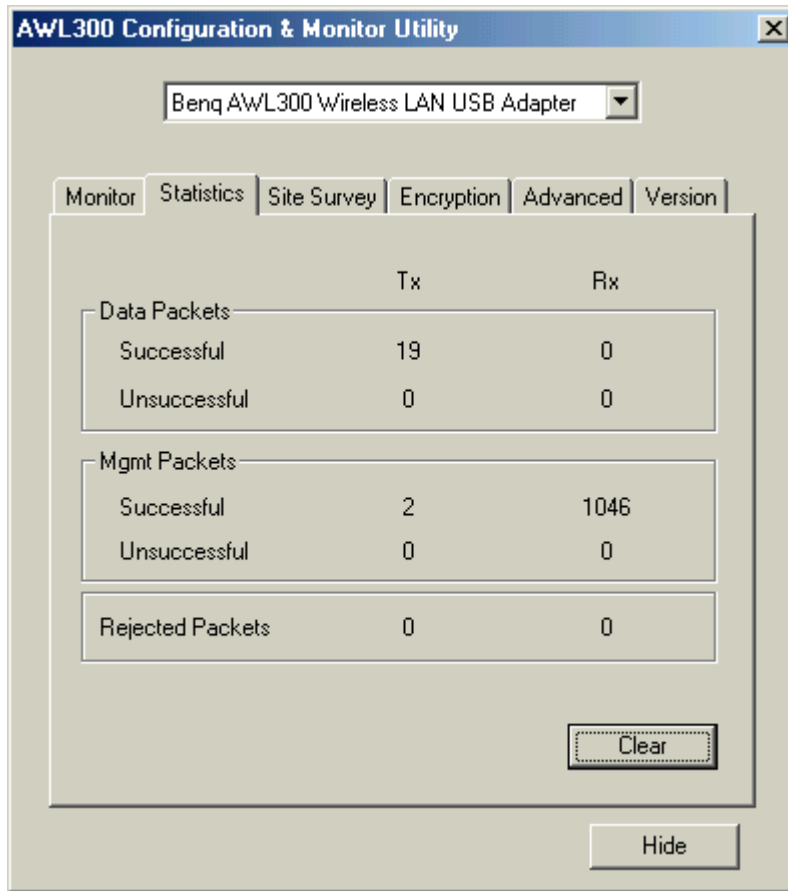 AWL300 Configuration & Monitor Utility
Benq AWL300 Wireless LAN USB Adapter
Monitor Statistics Site Survey Encryption Advanced Version
Tx Rx
Data Packets
Successful 19 0
Unsuccessful 0 0
Mgmt Packets
Successful 2 1046
Unsuccessful 0 0
Rejected Packets 0 0
Clear
Hide